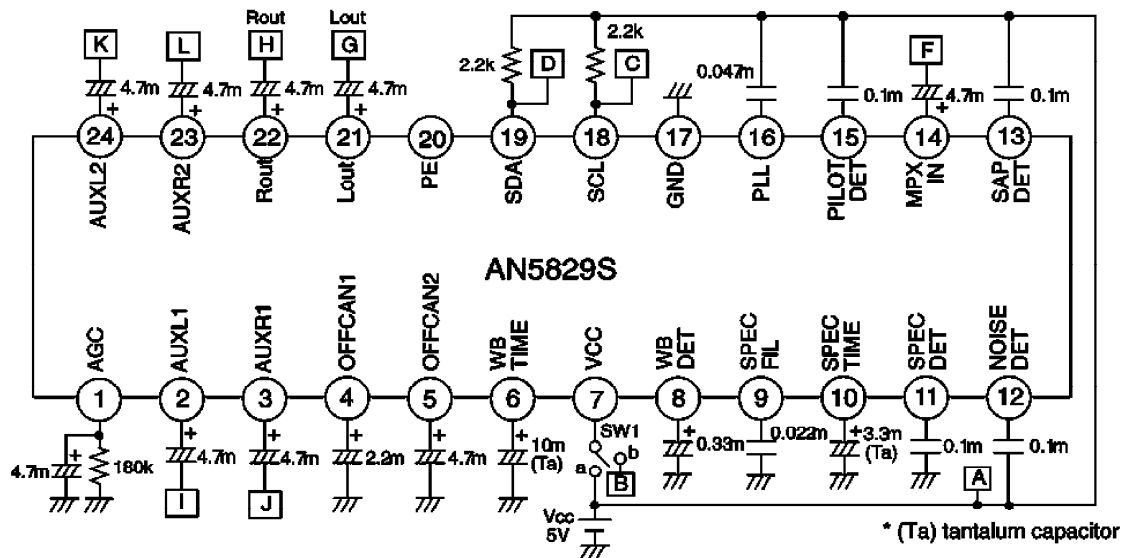 Rout Lout
K L H G
2.2k
2.2k D C F
4.7m 4.7m 4.7m 4.7m 0.047m 0.1m 4.7m 0.1m
+ + + + +
24 23 22 21 20 19 18 17 16 15 14 13
AUXL2 AUXR2 Rout Lout PE SDA SCL GND PLL PILOT DET MPX IN SAP DET
AN5829S
AGC AUXL1 AUXR1 OFFCAN1 OFFCAN2 WB TIME VCC WB DET SPEC FIL SPEC TIME SPEC DET NOISE DET
1 2 3 4 5 6 7 8 9 10 11 12
+ + + + + + SW1 + +
4.7m 180k 4.7m 4.7m 2.2m 4.7m 10m (Ta) a b 0.33m 0.022m 3.3m (Ta) 0.1m 0.1m
I J B A
Vcc
5V
* (Ta) tantalum capacitor